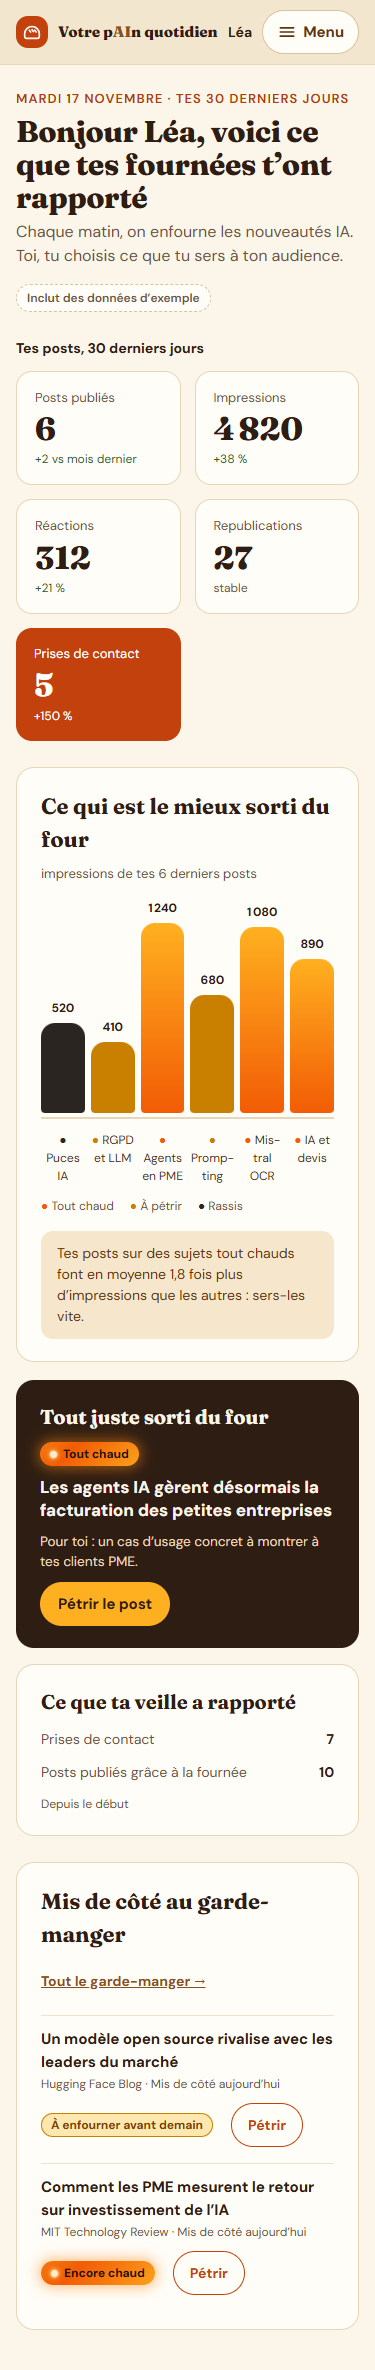 Votre pAIn quotidien
Léa
Menu
MARDI 17 NOVEMBRE · TES 30 DERNIERS JOURS
Bonjour Léa, voici ce
que tes fournées t’ont
rapporté
Chaque matin, on enfourne les nouveautés IA.
Toi, tu choisis ce que tu sers à ton audience.
Inclut des données d’exemple
Tes posts, 30 derniers jours
Posts publiés
6
+2 vs mois dernier
Impressions
4 820
+38 %
Réactions
312
+21 %
Republications
27
stable
Prises de contact
5
+150 %
Ce qui est le mieux sorti du
four
impressions de tes 6 derniers posts
520
410
1 240
680
1 080
890
Puces
IA
RGPD
et LLM
Agents
en PME
Promp-
ting
Mis-
tral
OCR
IA et
devis
Tout chaud
À pétrir
Rassis
Tes posts sur des sujets tout chauds
font en moyenne 1,8 fois plus
d’impressions que les autres : sers-les
vite.
Tout juste sorti du four
Tout chaud
Les agents IA gèrent désormais la
facturation des petites entreprises
Pour toi : un cas d’usage concret à montrer à
tes clients PME.
Pétrir le post
Ce que ta veille a rapporté
Prises de contact 7
Posts publiés grâce à la fournée 10
Depuis le début
Mis de côté au garde-
manger
Tout le garde-manger →
Un modèle open source rivalise avec les
leaders du marché
Hugging Face Blog · Mis de côté aujourd’hui
À enfourner avant demain
Pétrir
Comment les PME mesurent le retour
sur investissement de l’IA
MIT Technology Review · Mis de côté aujourd’hui
Encore chaud
Pétrir